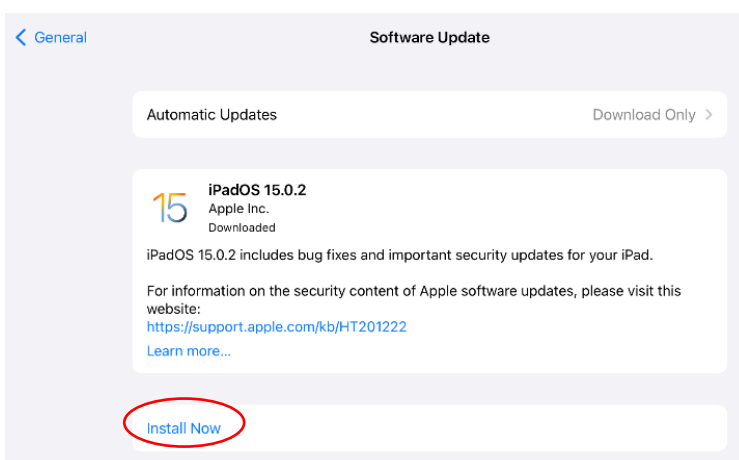 General
Software Update
Automatic Updates
Download Only
15
iPadOS 15.0.2
Apple Inc.
Downloaded
iPadOS 15.0.2 includes bug fixes and important security updates for your iPad.
For information on the security content of Apple software updates, please visit this
website:
https://support.apple.com/kb/HT201222
Learn more...
Install Now